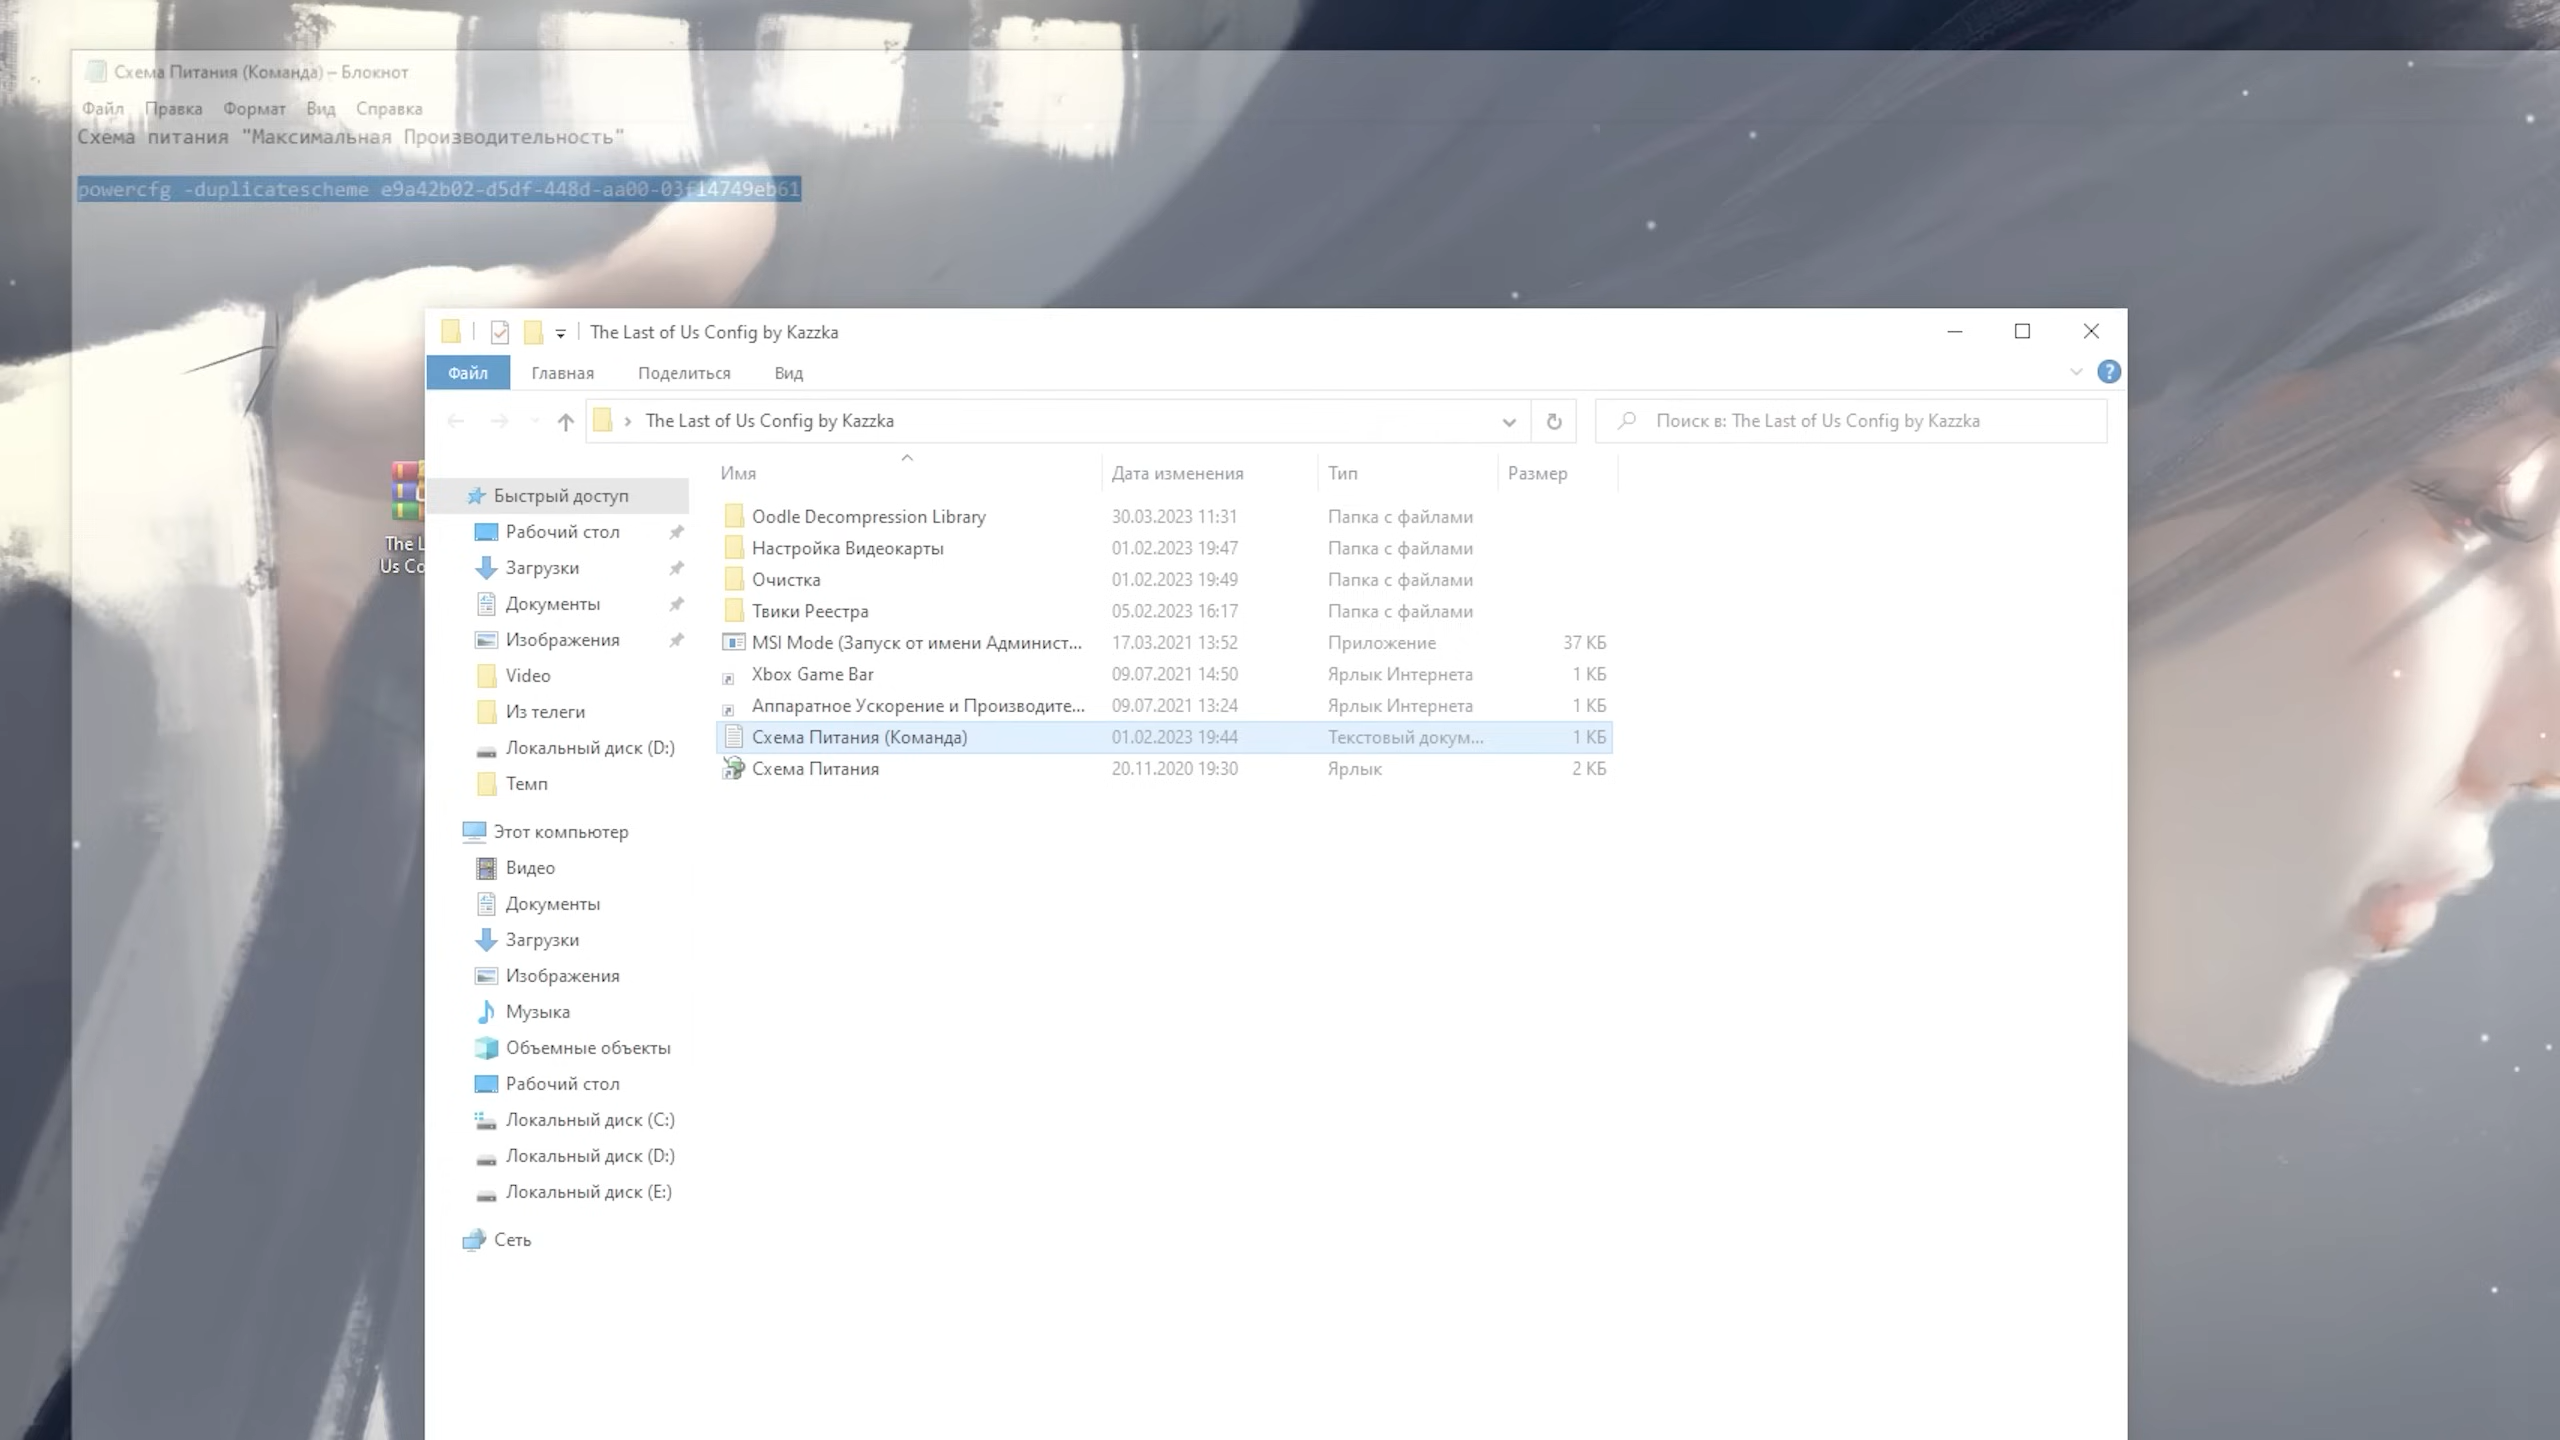 Схема Питания (Команда) – Блокнот
Файл Правка Формат Вид Справка
Схема питания "Максимальная Производительность"
powercfg -duplicatescheme e9a42b02-d5df-448d-aa00-03f14749eb61
The Last of Us Config by Kazzka
Файл Главная Поделиться Вид
The Last of Us Config by Kazzka
Поиск в: The Last of Us Config by Kazzka
Имя Дата изменения Тип Размер
Oodle Decompression Library 30.03.2023 11:31 Папка с файлами
Настройка Видеокарты 01.02.2023 19:47 Папка с файлами
Очистка 01.02.2023 19:49 Папка с файлами
Твики Реестра 05.02.2023 16:17 Папка с файлами
MSI Mode (Запуск от имени Админист... 17.03.2021 13:52 Приложение 37 КБ
Xbox Game Bar 09.07.2021 14:50 Ярлык Интернета 1 КБ
Аппаратное Ускорение и Производите... 09.07.2021 13:24 Ярлык Интернета 1 КБ
Схема Питания (Команда) 01.02.2023 19:44 Текстовый докум... 1 КБ
Схема Питания 20.11.2020 19:30 Ярлык 2 КБ
Быстрый доступ
Рабочий стол
Загрузки
Документы
Изображения
Video
Из телеги
Локальный диск (D:)
Темп
Этот компьютер
Видео
Документы
Загрузки
Изображения
Музыка
Объемные объекты
Рабочий стол
Локальный диск (C:)
Локальный диск (D:)
Локальный диск (E:)
Сеть
The L
Us Co